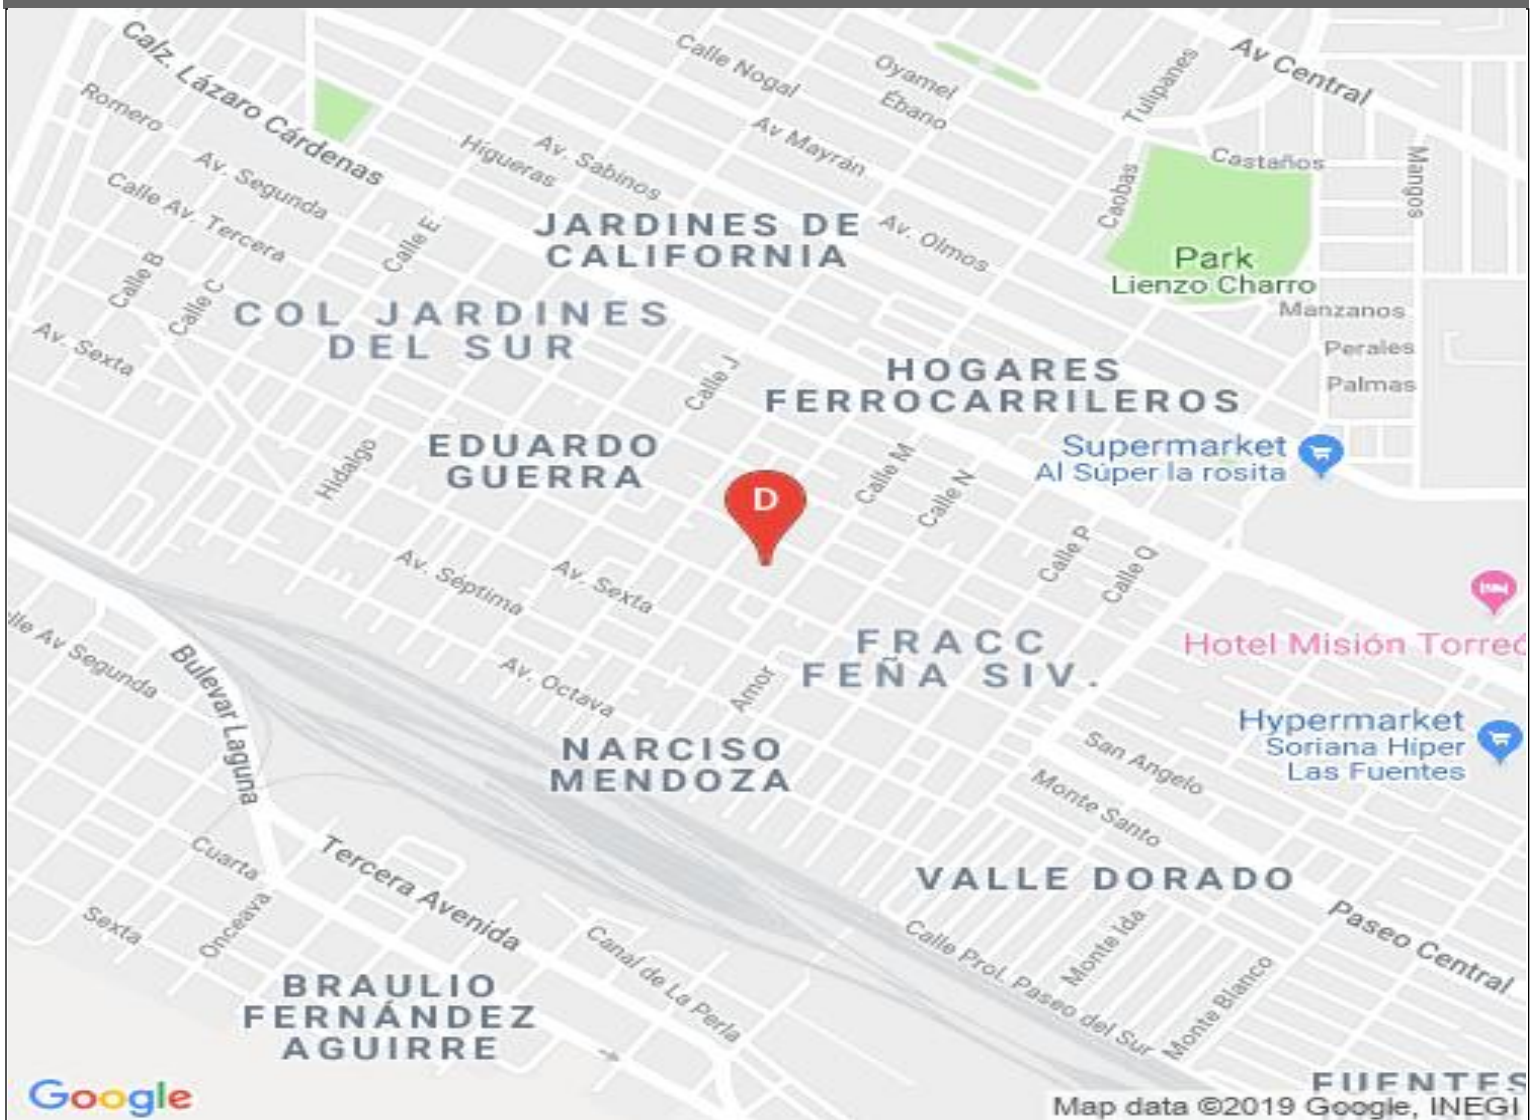 Calz. Lázaro Cárdenas
Calle Nogal
Oyamel
Ébano
Tulipanes
Av Central
Romero
Av. Segunda
Higueras
Av. Sabinos
Av Mayrán
Caobas
Castaños
Mangos
Calle Av. Tercera
Calle E
JARDINES DE
CALIFORNIA
Av. Olmos
Park
Lienzo Charro
Calle B
Calle C
COL JARDINES
DEL SUR
Manzanos
Av. Sexta
Perales
Palmas
Calle J
HOGARES
FERROCARRILEROS
Hidalgo
EDUARDO
GUERRA
Calle M
Calle N
Supermarket
Al Súper la rosita
D
Av. Séptima
Av. Sexta
Calle P
Calle Q
lle Av Segunda
Bulevar Laguna
Av. Octava
Amor
FRACC
FEÑA SIV.
Hotel Misión Torreó
NARCISO
MENDOZA
San Angelo
Monte Santo
Hypermarket
Soriana Híper
Las Fuentes
Cuarta
Tercera Avenida
VALLE DORADO
Sexta
Onceava
Canal de La Perla
Calle Prol. Paseo del Sur
Monte Ida
Monte Blanco
Paseo Central
BRAULIO
FERNÁNDEZ
AGUIRRE
FUENTES
Google
Map data ©2019 Google, INEGI